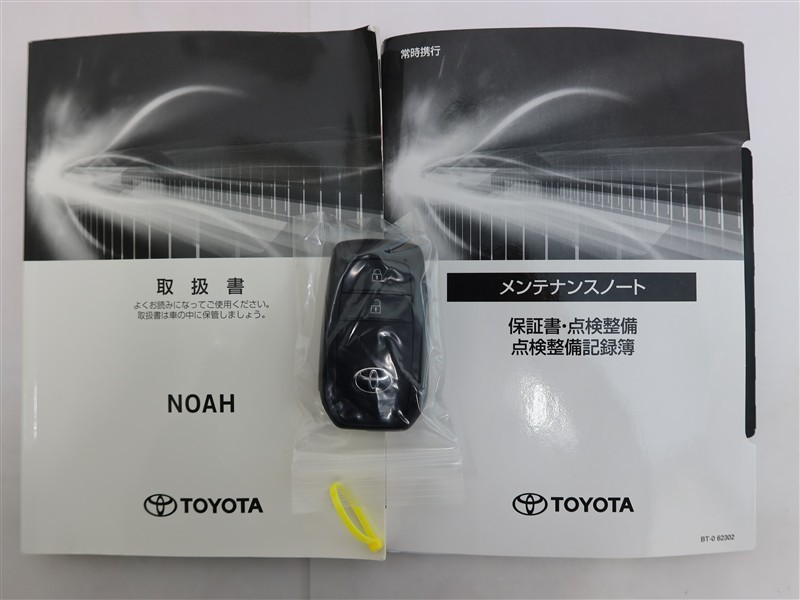 取扱書
よくお読みになってご使用ください。
取扱書は車の中に保管しましょう。
NOAH
TOYOTA
常時携行
メンテナンスノート
保証書・点検整備
点検整備記録簿
TOYOTA
BT-0 62302